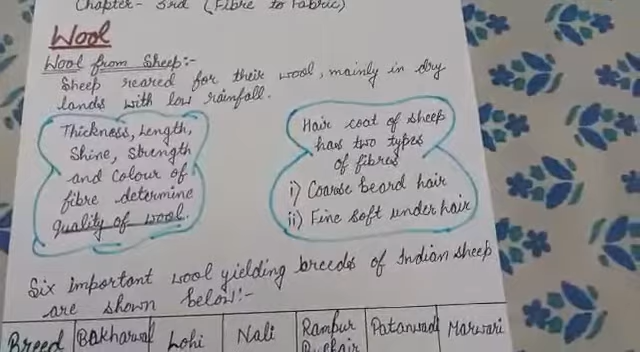 Chapter- 3rd (Fibre to Fabric)
Wool
Wool from Sheep:-
Sheep reared for their wool, mainly in dry
lands with low rainfall.
Thickness, Length,
Shine, Strength
and Colour of
fibre determine
quality of wool.
Hair coat of sheep
has two types
of fibres
i) Coarse beard hair
ii) Fine soft under hair
Six important wool yielding breeds of Indian sheep
are shown below:-
Breed Bakharwal Lohi Nali Rampur Patanwadi Marwari